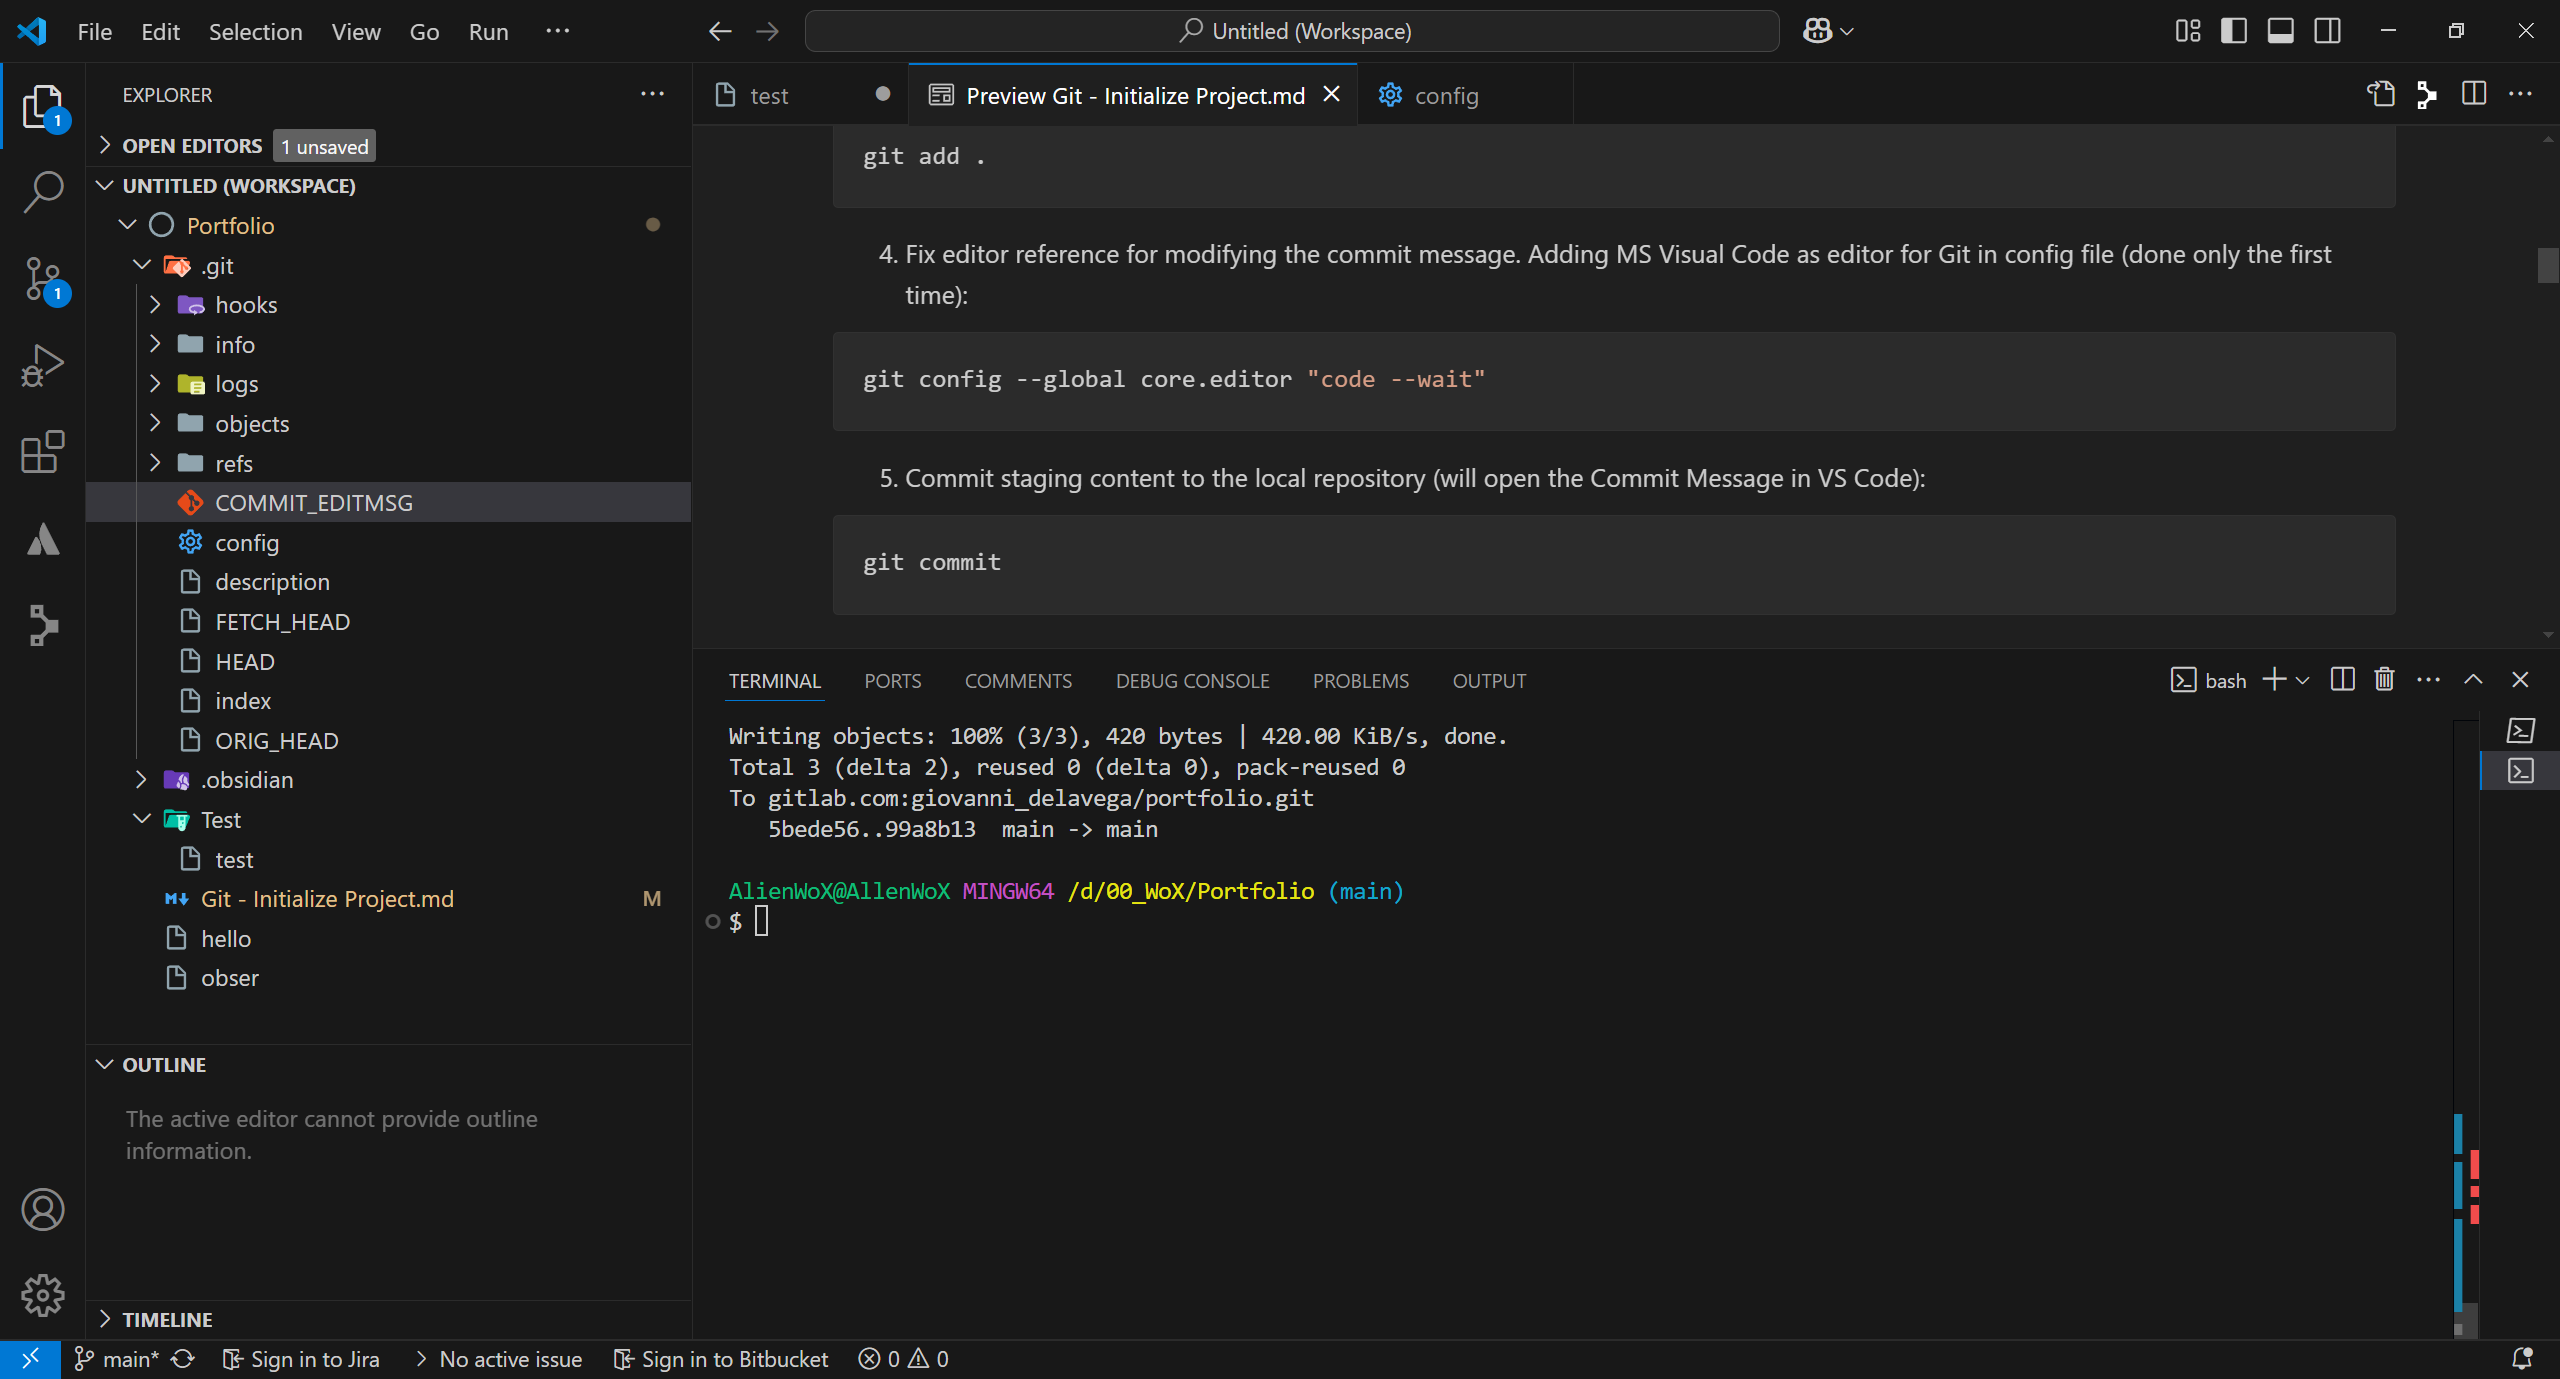 File Edit Selection View Go Run ···
Untitled (Workspace)
EXPLORER
OPEN EDITORS 1 unsaved
UNTITLED (WORKSPACE)
Portfolio
.git
hooks
info
logs
objects
refs
COMMIT_EDITMSG
config
description
FETCH_HEAD
HEAD
index
ORIG_HEAD
.obsidian
Test
test
Git - Initialize Project.md M
hello
obser
OUTLINE
The active editor cannot provide outline
information.
TIMELINE
1
1
test
Preview Git - Initialize Project.md
config
git add .
4. Fix editor reference for modifying the commit message. Adding MS Visual Code as editor for Git in config file (done only the first
time):
git config --global core.editor "code --wait"
5. Commit staging content to the local repository (will open the Commit Message in VS Code):
git commit
TERMINAL PORTS COMMENTS DEBUG CONSOLE PROBLEMS OUTPUT
bash
Writing objects: 100% (3/3), 420 bytes | 420.00 KiB/s, done.
Total 3 (delta 2), reused 0 (delta 0), pack-reused 0
To gitlab.com:giovanni_delavega/portfolio.git
5bede56..99a8b13 main -> main
AlienWoX@AllenWoX MINGW64 /d/00_WoX/Portfolio (main)
$
main* Sign in to Jira > No active issue Sign in to Bitbucket 0 0